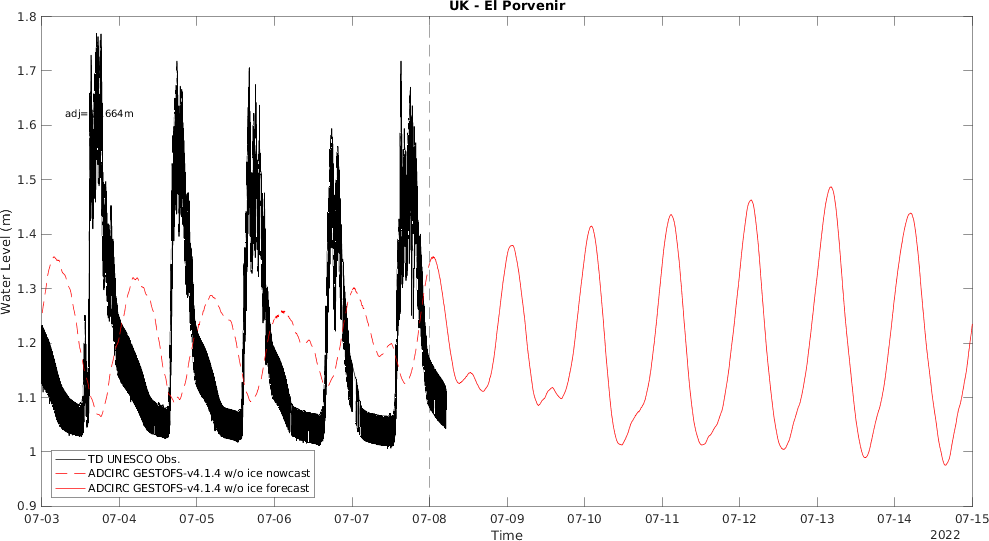 UK - El Porvenir
1.8
1.7
1.6
1.5
1.4
1.3
1.2
1.1
1
0.9
Water Level (m)
adj= .664m
TD UNESCO Obs.
ADCIRC GESTOFS-v4.1.4 w/o ice nowcast
ADCIRC GESTOFS-v4.1.4 w/o ice forecast
07-03 07-04 07-05 07-06 07-07 07-08 07-09 07-10 07-11 07-12 07-13 07-14 07-15
Time
2022